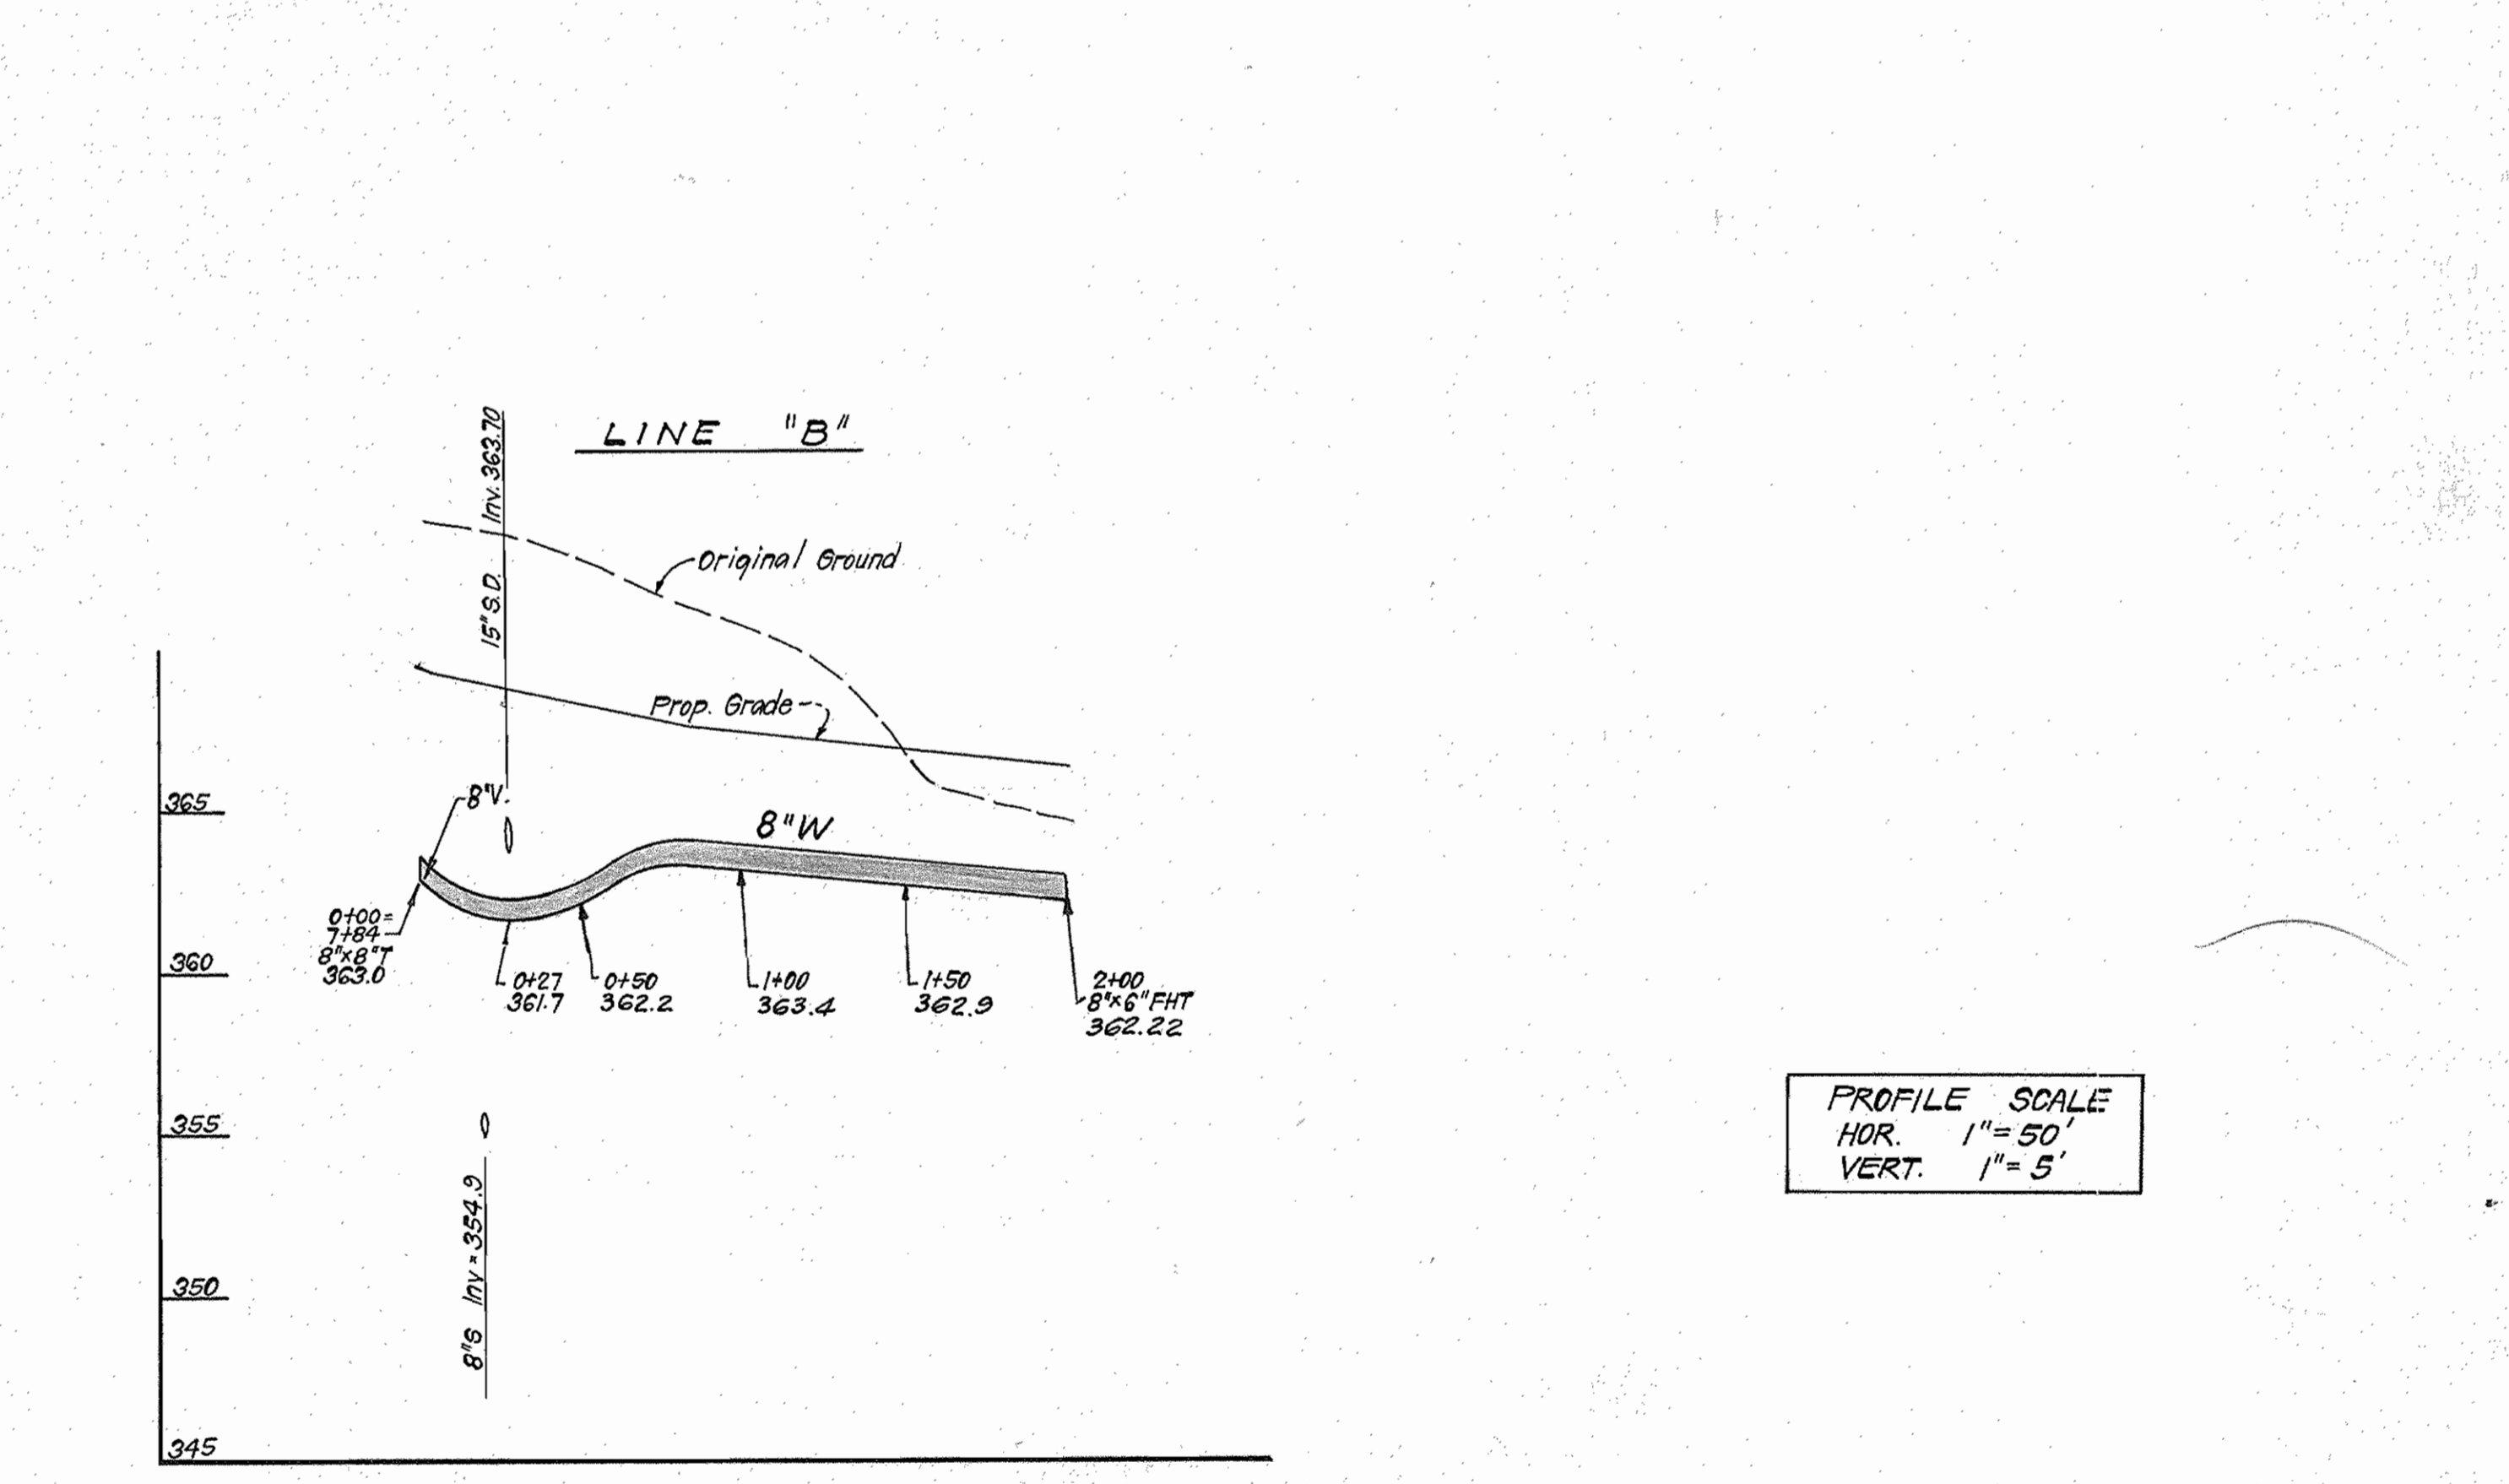 LINE "B"
15" S.D. Inv. 363.70
Original Ground
Prop. Grade
8"V.
8"W
365
360
355
350
345
0+00=
7+84
8"x8"T
363.0
0+27
361.7
0+50
362.2
1+00
363.4
1+50
362.9
2+00
8"x6" FHT
362.22
8"S Inv = 354.9
PROFILE SCALE
HOR. 1"= 50'
VERT. 1"= 5'